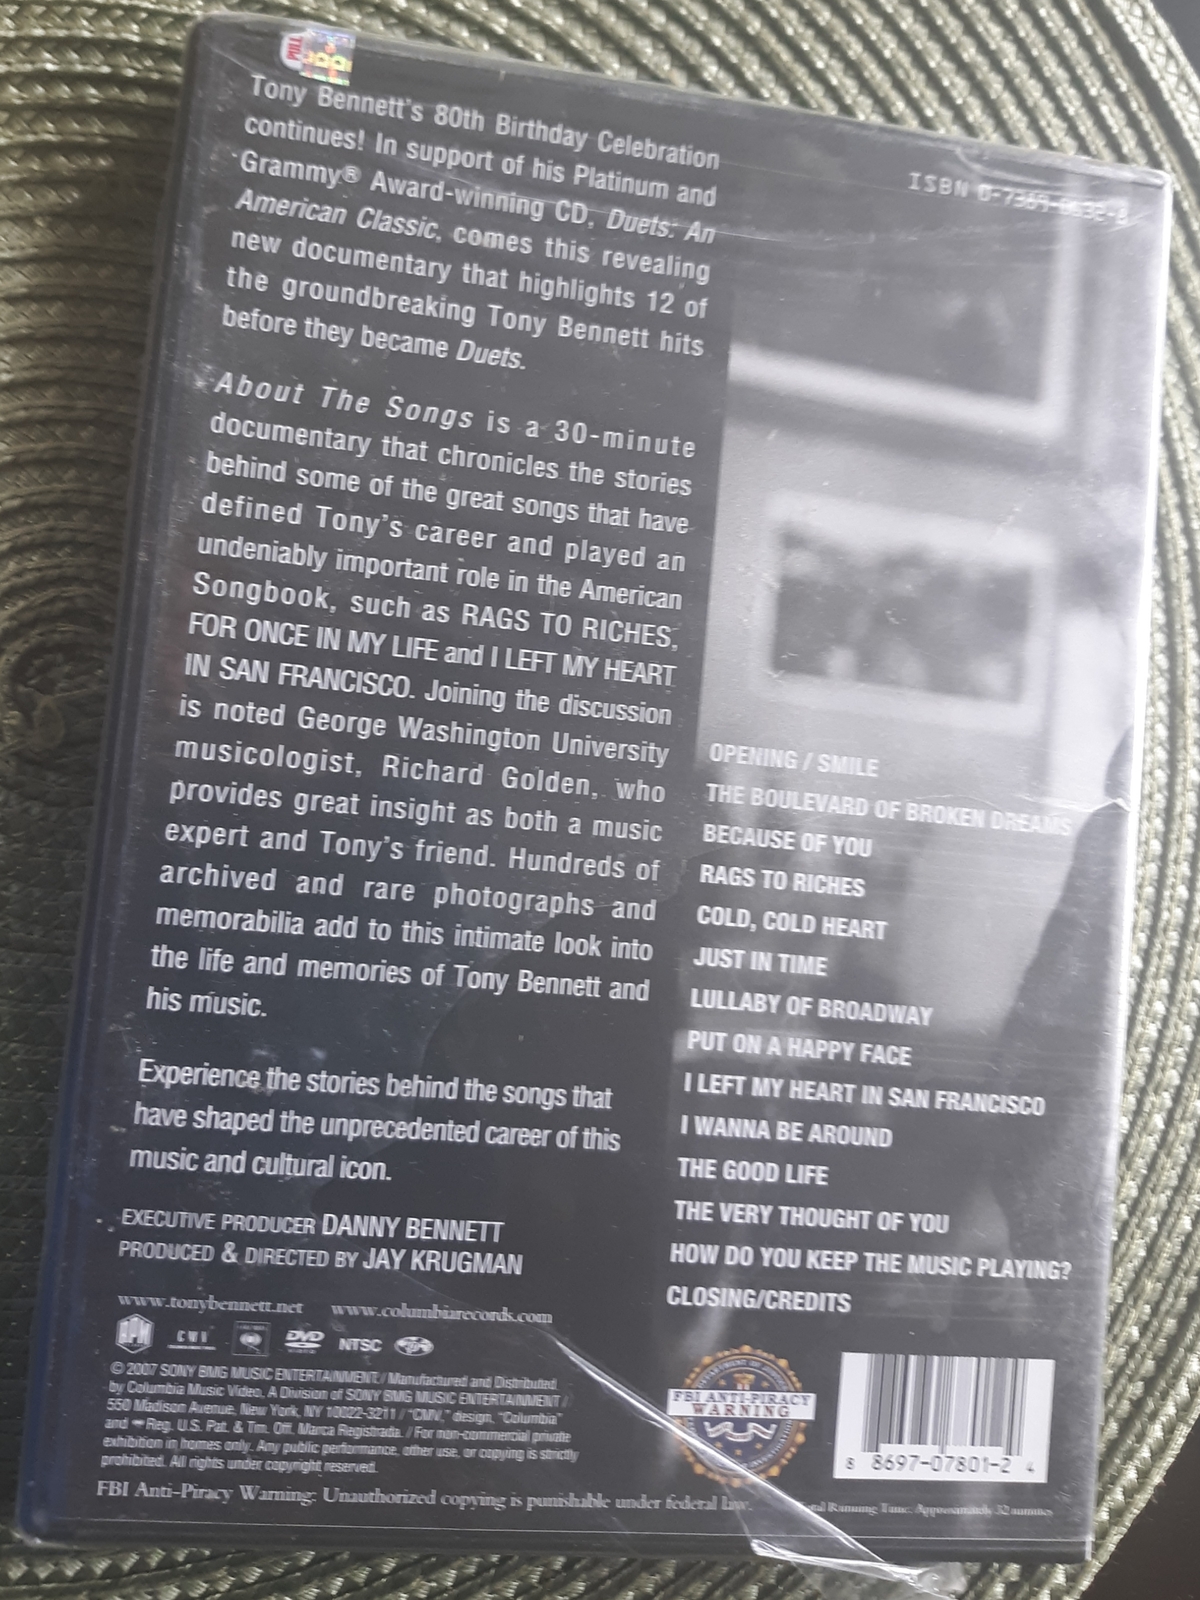 PULL
Tony Bennett's 80th Birthday Celebration
continues! In support of his Platinum and
Grammy® Award-winning CD, Duets: An
American Classic, comes this revealing
new documentary that highlights 12 of
the groundbreaking Tony Bennett hits
before they became Duets.
About The Songs is a 30-minute
documentary that chronicles the stories
behind some of the great songs that have
defined Tony's career and played an
undeniably important role in the American
Songbook, such as RAGS TO RICHES,
FOR ONCE IN MY LIFE and I LEFT MY HEART
IN SAN FRANCISCO. Joining the discussion
is noted George Washington University
musicologist, Richard Golden, who
provides great insight as both a music
expert and Tony's friend. Hundreds of
archived and rare photographs and
memorabilia add to this intimate look into
the life and memories of Tony Bennett and
his music.
Experience the stories behind the songs that
have shaped the unprecedented career of this
music and cultural icon.
EXECUTIVE PRODUCER DANNY BENNETT
PRODUCED & DIRECTED BY JAY KRUGMAN
www.tonybennett.net www.columbiarecords.com
RPM CMV DVD NTSC
© 2007 SONY BMG MUSIC ENTERTAINMENT / Manufactured and Distributed
by Columbia Music Video, A Division of SONY BMG MUSIC ENTERTAINMENT /
550 Madison Avenue, New York, NY 10022-3211 / "CMV," design, "Columbia"
and Reg. U.S. Pat. & Tm. Off. Marca Registrada. / For non-commercial private
exhibition in homes only. Any public performance, other use, or copying is strictly
prohibited. All rights under copyright reserved.
FBI Anti-Piracy Warning: Unauthorized copying is punishable under federal law.
ISBN
OPENING / SMILE
THE BOULEVARD OF BROKEN DREAMS
BECAUSE OF YOU
RAGS TO RICHES
COLD, COLD HEART
JUST IN TIME
LULLABY OF BROADWAY
PUT ON A HAPPY FACE
I LEFT MY HEART IN SAN FRANCISCO
I WANNA BE AROUND
THE GOOD LIFE
THE VERY THOUGHT OF YOU
HOW DO YOU KEEP THE MUSIC PLAYING?
CLOSING/CREDITS
FBI ANTI-PIRACY
WARNING
8 8697-07801-2 4
Running Time: Approximately 32 minutes